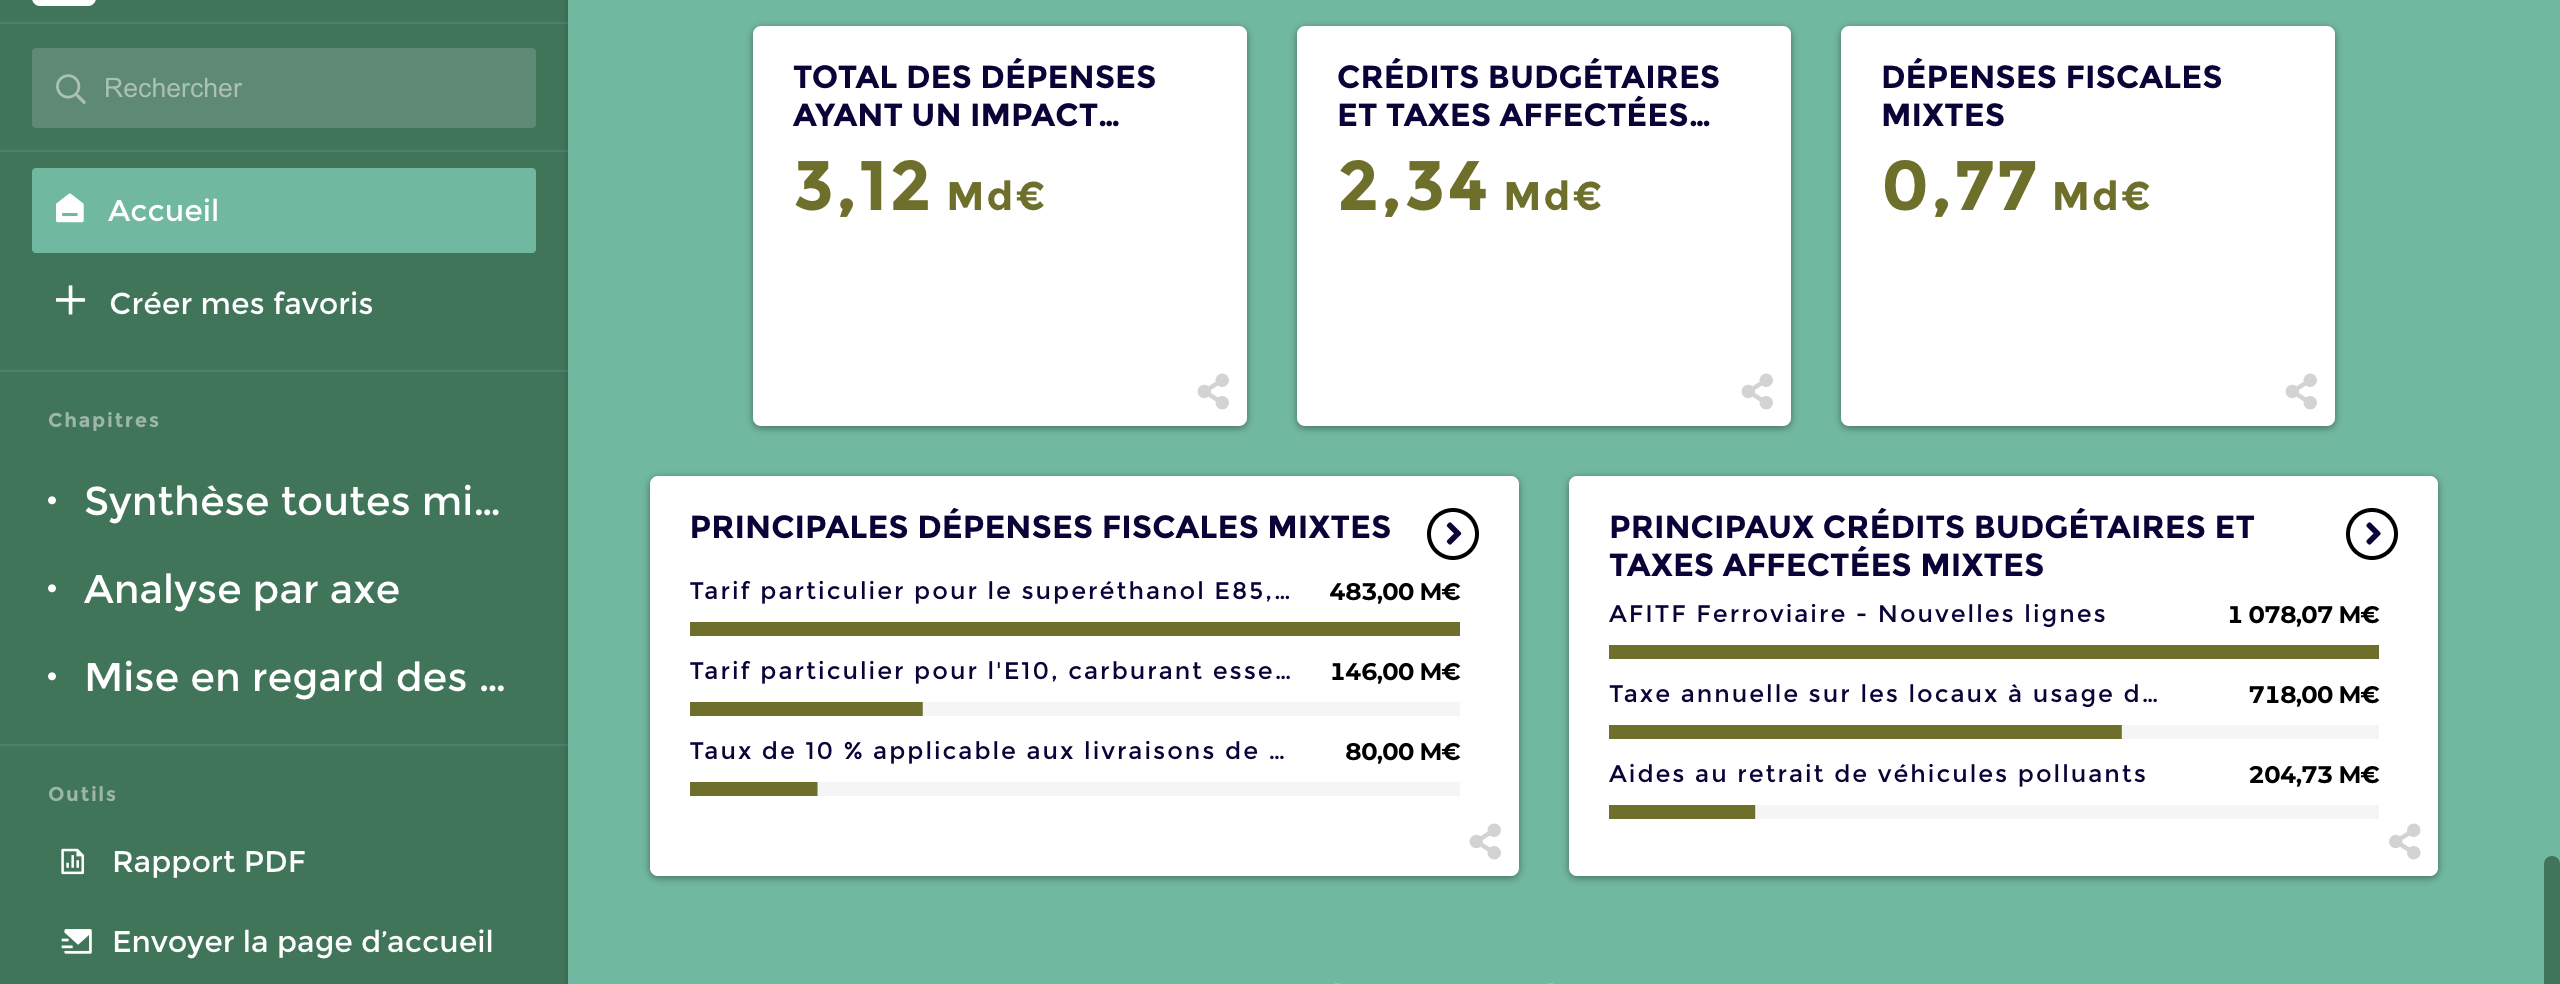 Rechercher
Accueil
Créer mes favoris
Chapitres
• Synthèse toutes mi...
• Analyse par axe
• Mise en regard des ...
Outils
Rapport PDF
Envoyer la page d’accueil
TOTAL DES DÉPENSES
AYANT UN IMPACT...
3,12 Md€
CRÉDITS BUDGÉTAIRES
ET TAXES AFFECTÉES...
2,34 Md€
DÉPENSES FISCALES
MIXTES
0,77 Md€
PRINCIPALES DÉPENSES FISCALES MIXTES
Tarif particulier pour le superéthanol E85,... 483,00 M€
Tarif particulier pour l'E10, carburant esse... 146,00 M€
Taux de 10 % applicable aux livraisons de ... 80,00 M€
PRINCIPAUX CRÉDITS BUDGÉTAIRES ET
TAXES AFFECTÉES MIXTES
AFITF Ferroviaire - Nouvelles lignes 1 078,07 M€
Taxe annuelle sur les locaux à usage d... 718,00 M€
Aides au retrait de véhicules polluants 204,73 M€